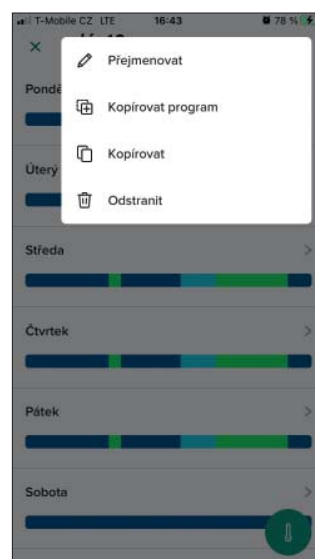 T-Mobile CZ LTE 16:43 78 %
Přejmenovat
Kopírovat program
Kopírovat
Odstranit
Pondě
Úterý
Středa
Čtvrtek
Pátek
Sobota